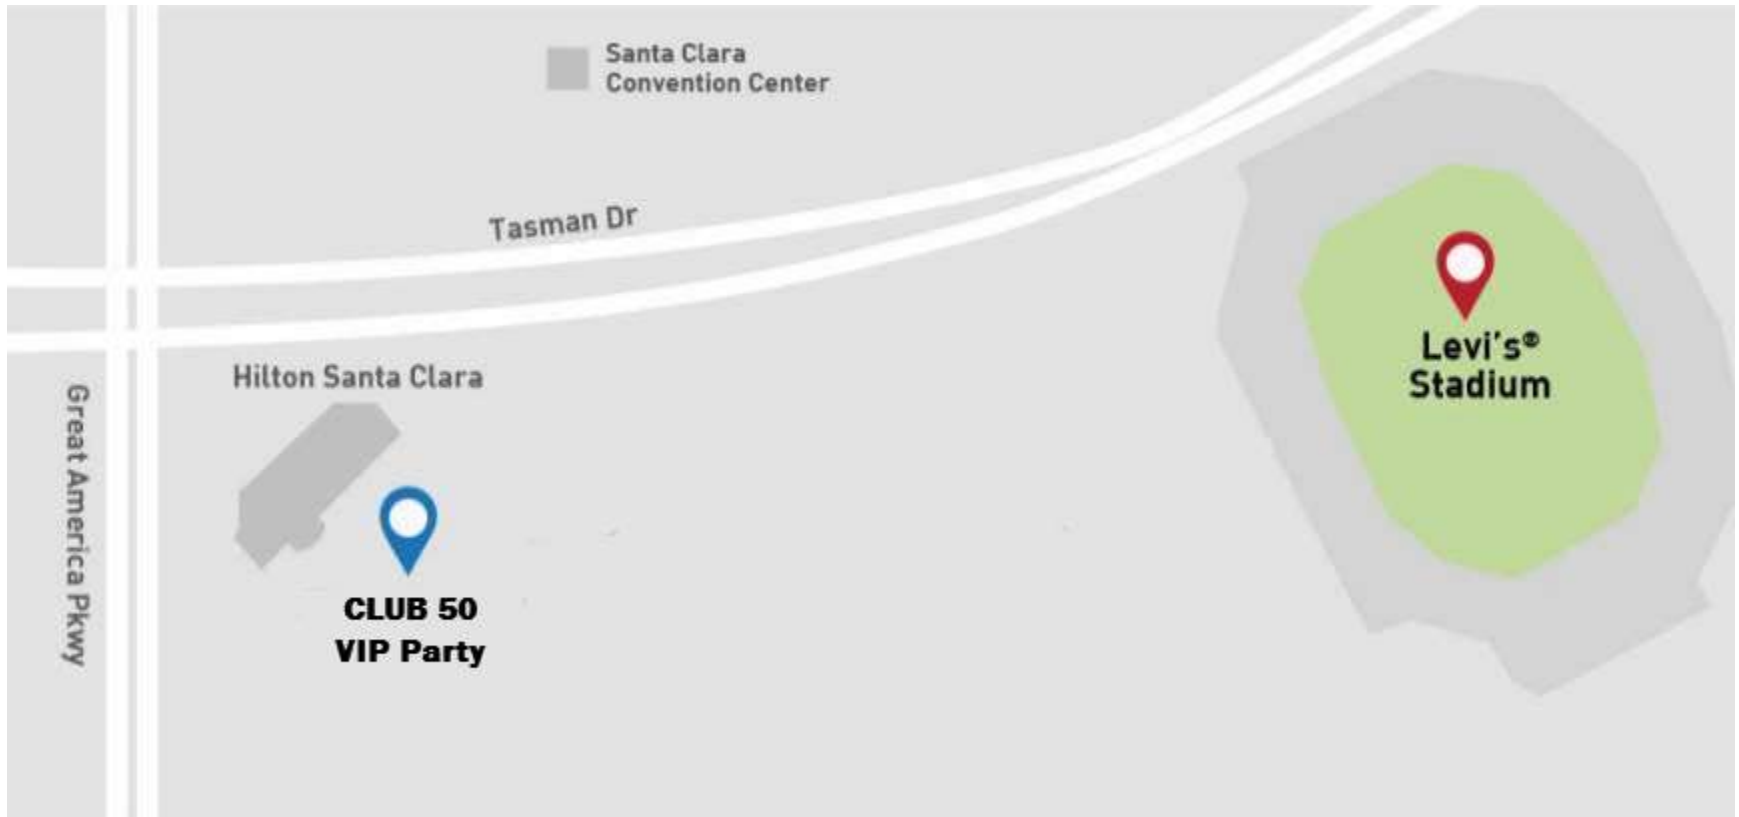 Santa Clara
Convention Center
Tasman Dr
Levi's®
Stadium
Hilton Santa Clara
Great America Pkwy
CLUB 50
VIP Party